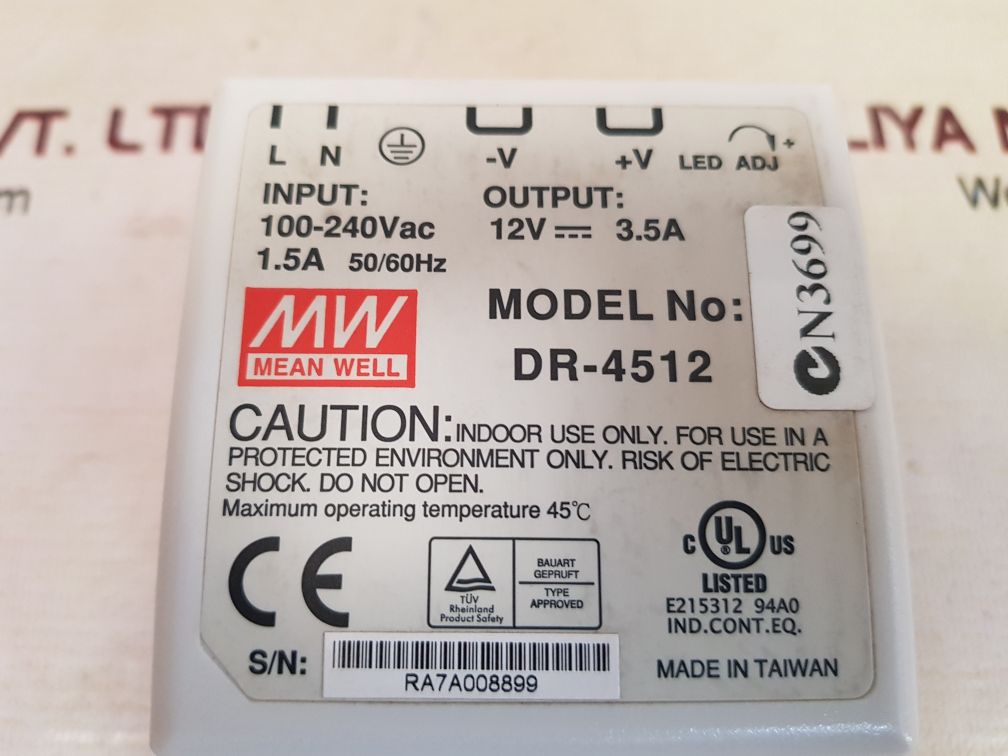 VT. LT
LIYA N
m
We
L N
-V +V LED ADJ +
INPUT: OUTPUT:
100-240Vac 12V 3.5A
1.5A 50/60Hz
N3699
MW
MEAN WELL
MODEL No:
DR-4512
CAUTION: INDOOR USE ONLY. FOR USE IN A
PROTECTED ENVIRONMENT ONLY. RISK OF ELECTRIC
SHOCK. DO NOT OPEN.
Maximum operating temperature 45℃
CE
TÜV
Rheinland
Product Safety
BAUART
GEPRÜFT
TYPE
APPROVED
C UL US
®
LISTED
E215312 94A0
IND.CONT.EQ.
S/N:
RA7A008899
MADE IN TAIWAN